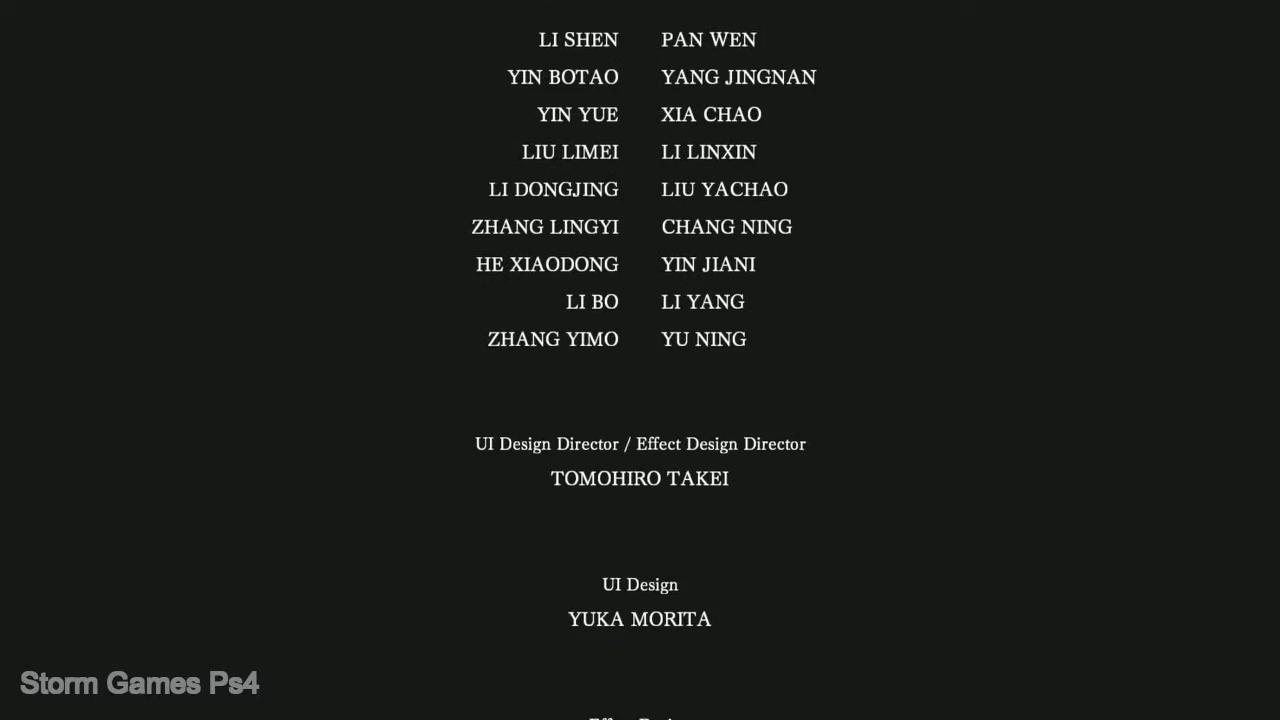 LI SHEN PAN WEN
YIN BOTAO YANG JINGNAN
YIN YUE XIA CHAO
LIU LIMEI LI LINXIN
LI DONGJING LIU YACHAO
ZHANG LINGYI CHANG NING
HE XIAODONG YIN JIANI
LI BO LI YANG
ZHANG YIMO YU NING
UI Design Director / Effect Design Director
TOMOHIRO TAKEI
UI Design
YUKA MORITA
Storm Games Ps4